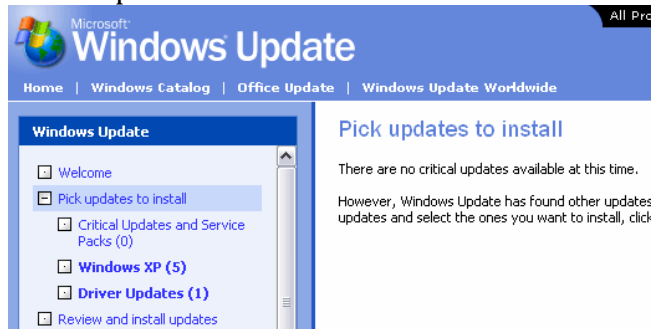 Microsoft
Windows Update
All Pro
Home | Windows Catalog | Office Update | Windows Update Worldwide
Windows Update
Welcome
Pick updates to install
Critical Updates and Service
Packs (0)
Windows XP (5)
Driver Updates (1)
Review and install updates
Pick updates to install
There are no critical updates available at this time.
However, Windows Update has found other updates
updates and select the ones you want to install, click